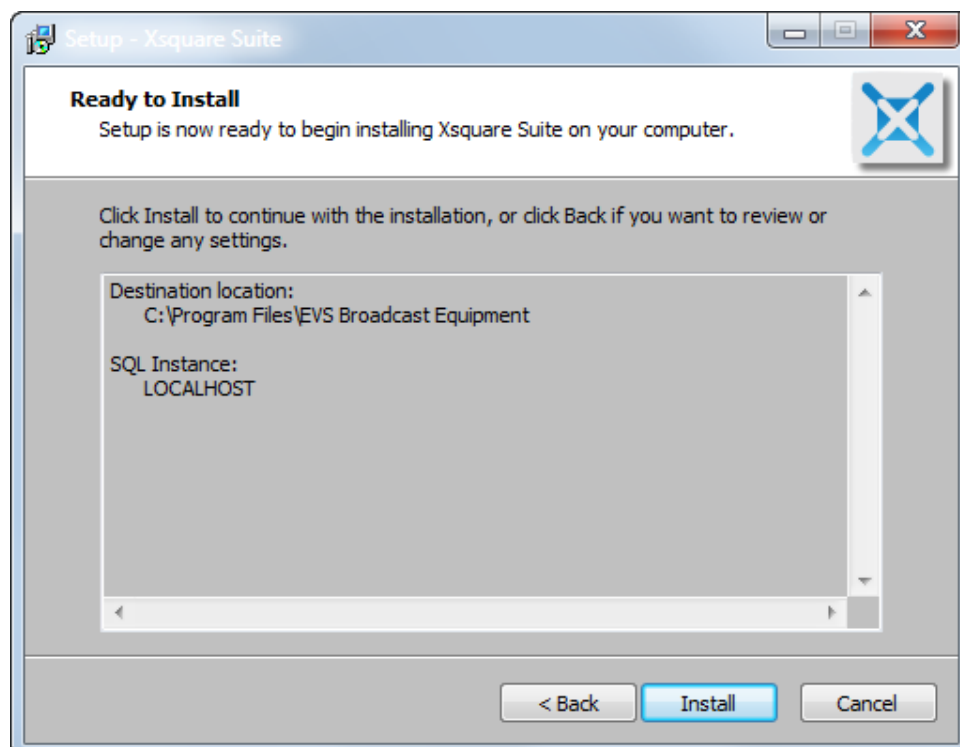 Setup - Xsquare Suite
Ready to Install
Setup is now ready to begin installing Xsquare Suite on your computer.
Click Install to continue with the installation, or click Back if you want to review or
change any settings.
Destination location:
C:\Program Files\EVS Broadcast Equipment
SQL Instance:
LOCALHOST
< Back
Install
Cancel